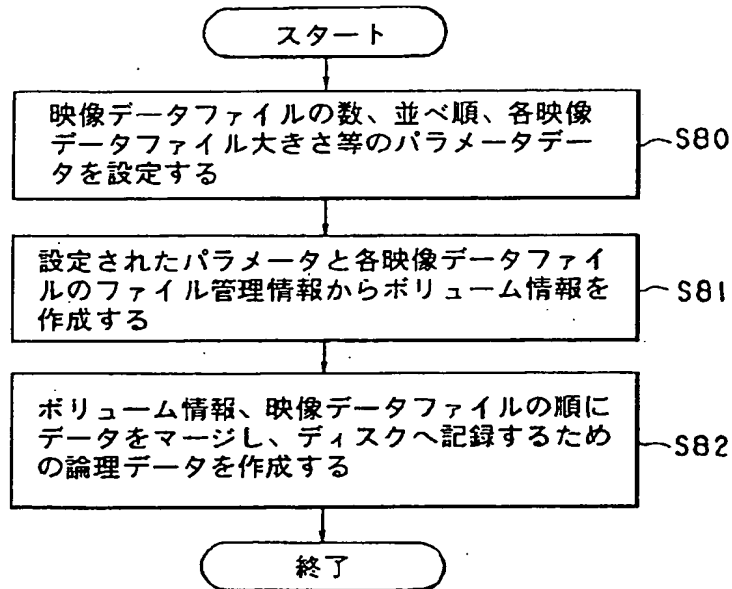 スタート
映像データファイルの数、並べ順、各映像
データファイル大きさ等のパラメータデー
タを設定する
S80
設定されたパラメータと各映像データファイ
ルのファイル管理情報からボリューム情報を
作成する
S81
ボリューム情報、映像データファイルの順に
データをマージし、ディスクへ記録するため
の論理データを作成する
S82
終了